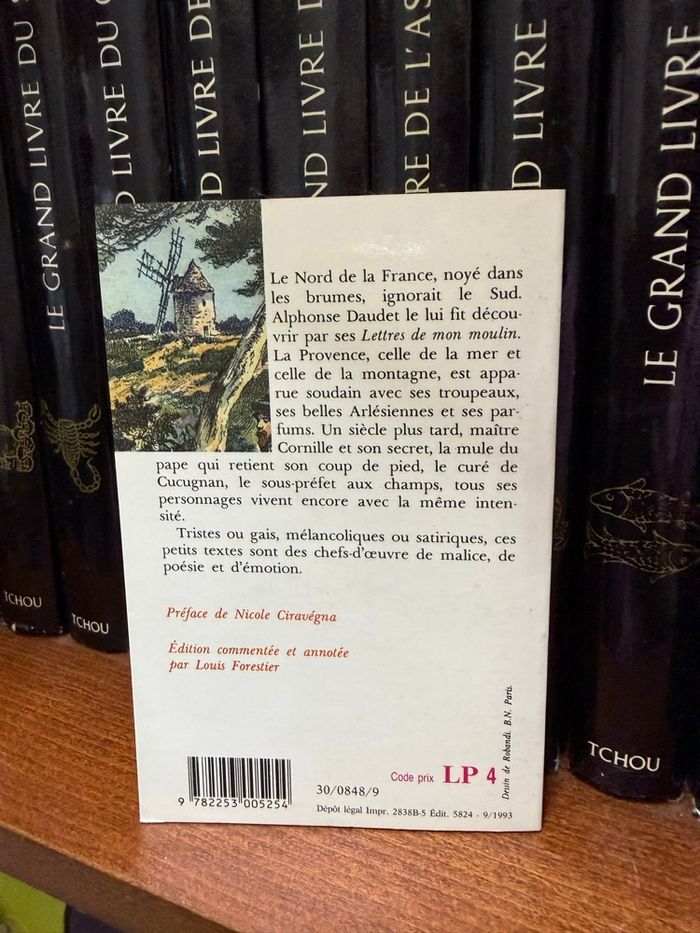 LE GRAND LIVRE DU
LIVRE DU
LIVRE DE
ND LIVRE D
RE DE L'AS
D LIVRE
LE GRAND LIVRE
Le Nord de la France, noyé dans
les brumes, ignorait le Sud.
Alphonse Daudet le lui fit décou-
vrir par ses Lettres de mon moulin.
La Provence, celle de la mer et
celle de la montagne, est appa-
rue soudain avec ses troupeaux,
ses belles Arlésiennes et ses par-
fums. Un siècle plus tard, maître
Cornille et son secret, la mule du
pape qui retient son coup de pied, le curé de
Cucugnan, le sous-préfet aux champs, tous ses
personnages vivent encore avec la même inten-
sité.
Tristes ou gais, mélancoliques ou satiriques, ces
petits textes sont des chefs-d'œuvre de malice, de
poésie et d'émotion.
Préface de Nicole Ciravégna
Édition commentée et annotée
par Louis Forestier
Dessin de Robandi. B.N. Paris.
Code prix LP 4
30/0848/9
9 782253 005254
Dépôt légal Impr. 2838B-5 Édit. 5824 - 9/1993
TCHOU
TCHOU
TCHOU